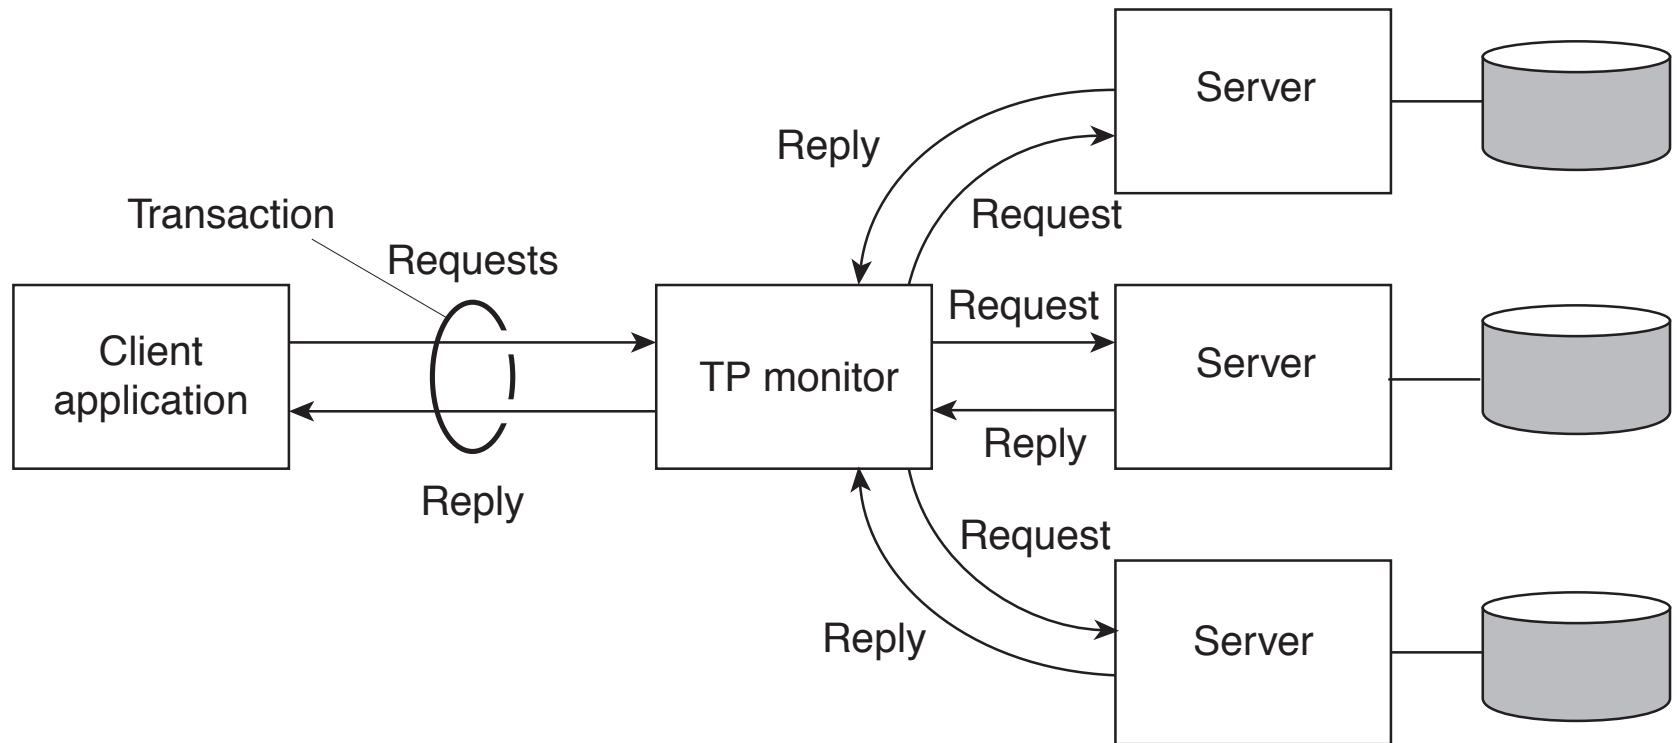 Server
Reply
Transaction
Request
Requests
Request
Client
application
TP monitor
Server
Reply
Reply
Request
Reply
Server